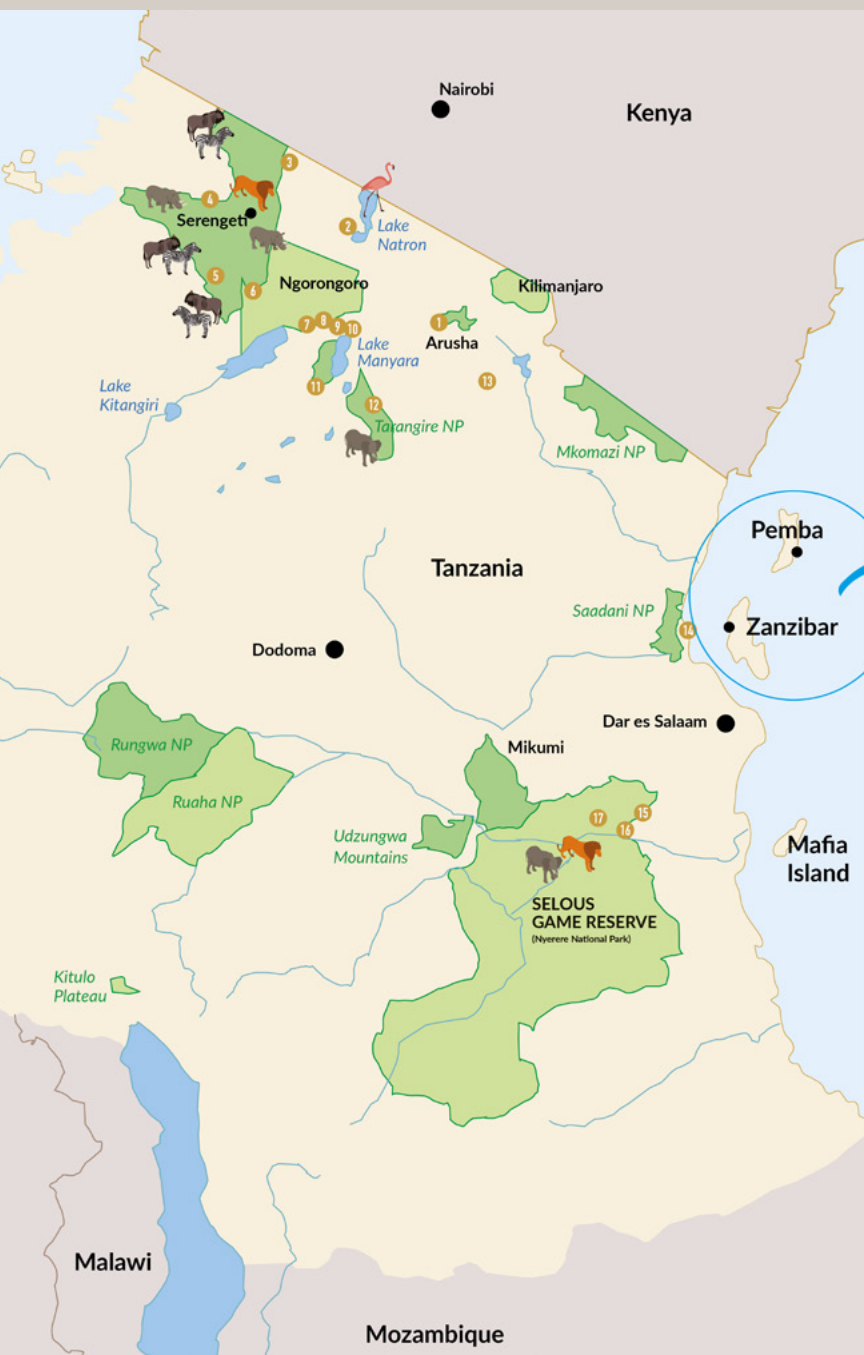 Nairobi
Kenya
3
4
Serengeti
2
Lake
Natron
5
6
Ngorongoro
Kilimanjaro
7
8
9
10
1
Arusha
Lake
Manyara
Lake
Kitangiri
11
12
13
Tarangire NP
Mkomazi NP
Pemba
Tanzania
Saadani NP
14
Zanzibar
Dodoma
Dar es Salaam
Rungwa NP
Mikumi
Ruaha NP
Udzungwa
Mountains
17
15
16
Mafia
Island
SELOUS
GAME RESERVE
(Nyerere National Park)
Kitulo
Plateau
Malawi
Mozambique